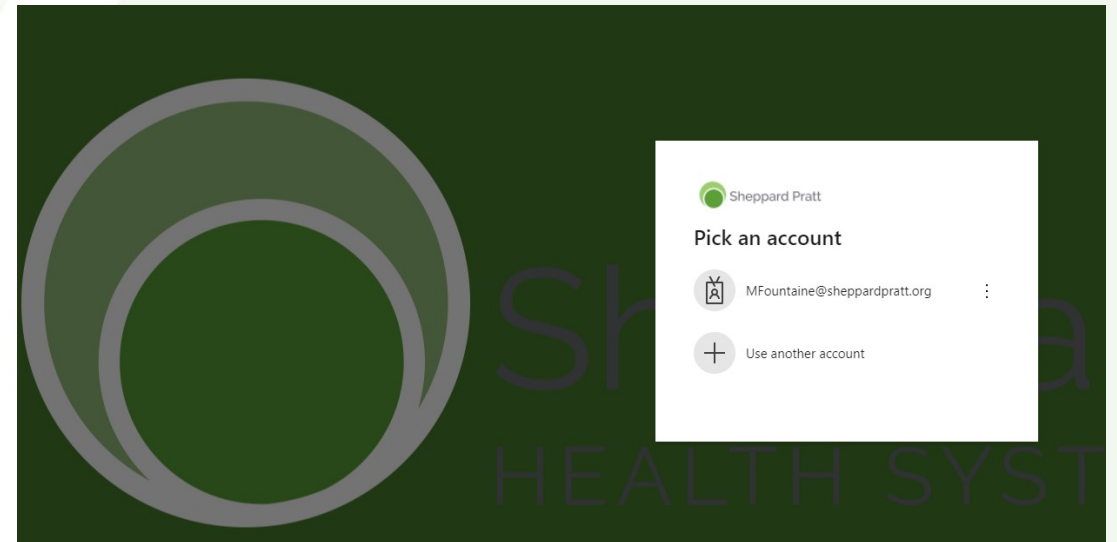 Sheppard Pratt
Pick an account
MFountaine@sheppardpratt.org
Use another account
HEALTH SYST